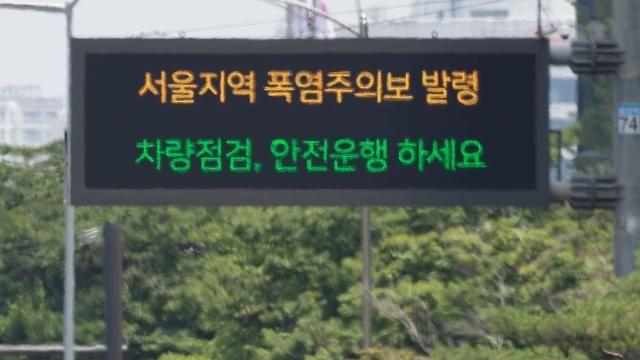 서울지역 폭염주의보 발령
차량점검, 안전운행 하세요
74